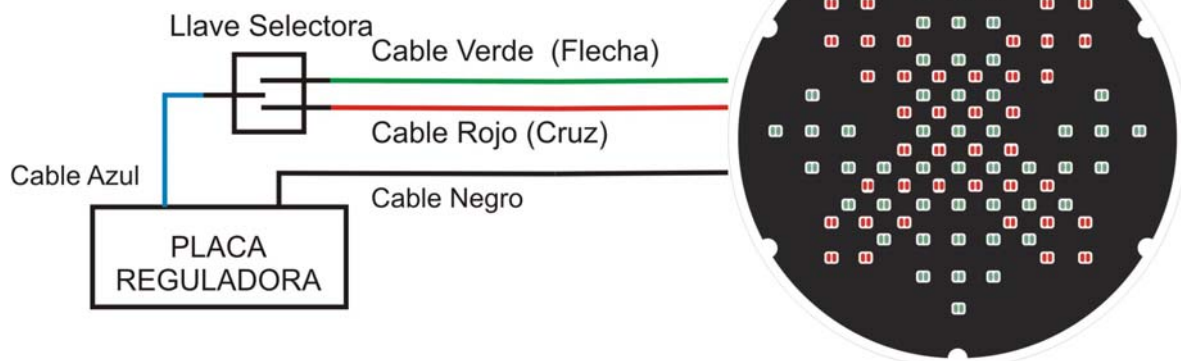 Llave Selectora
Cable Verde (Flecha)
Cable Rojo (Cruz)
Cable Azul
Cable Negro
PLACA
REGULADORA